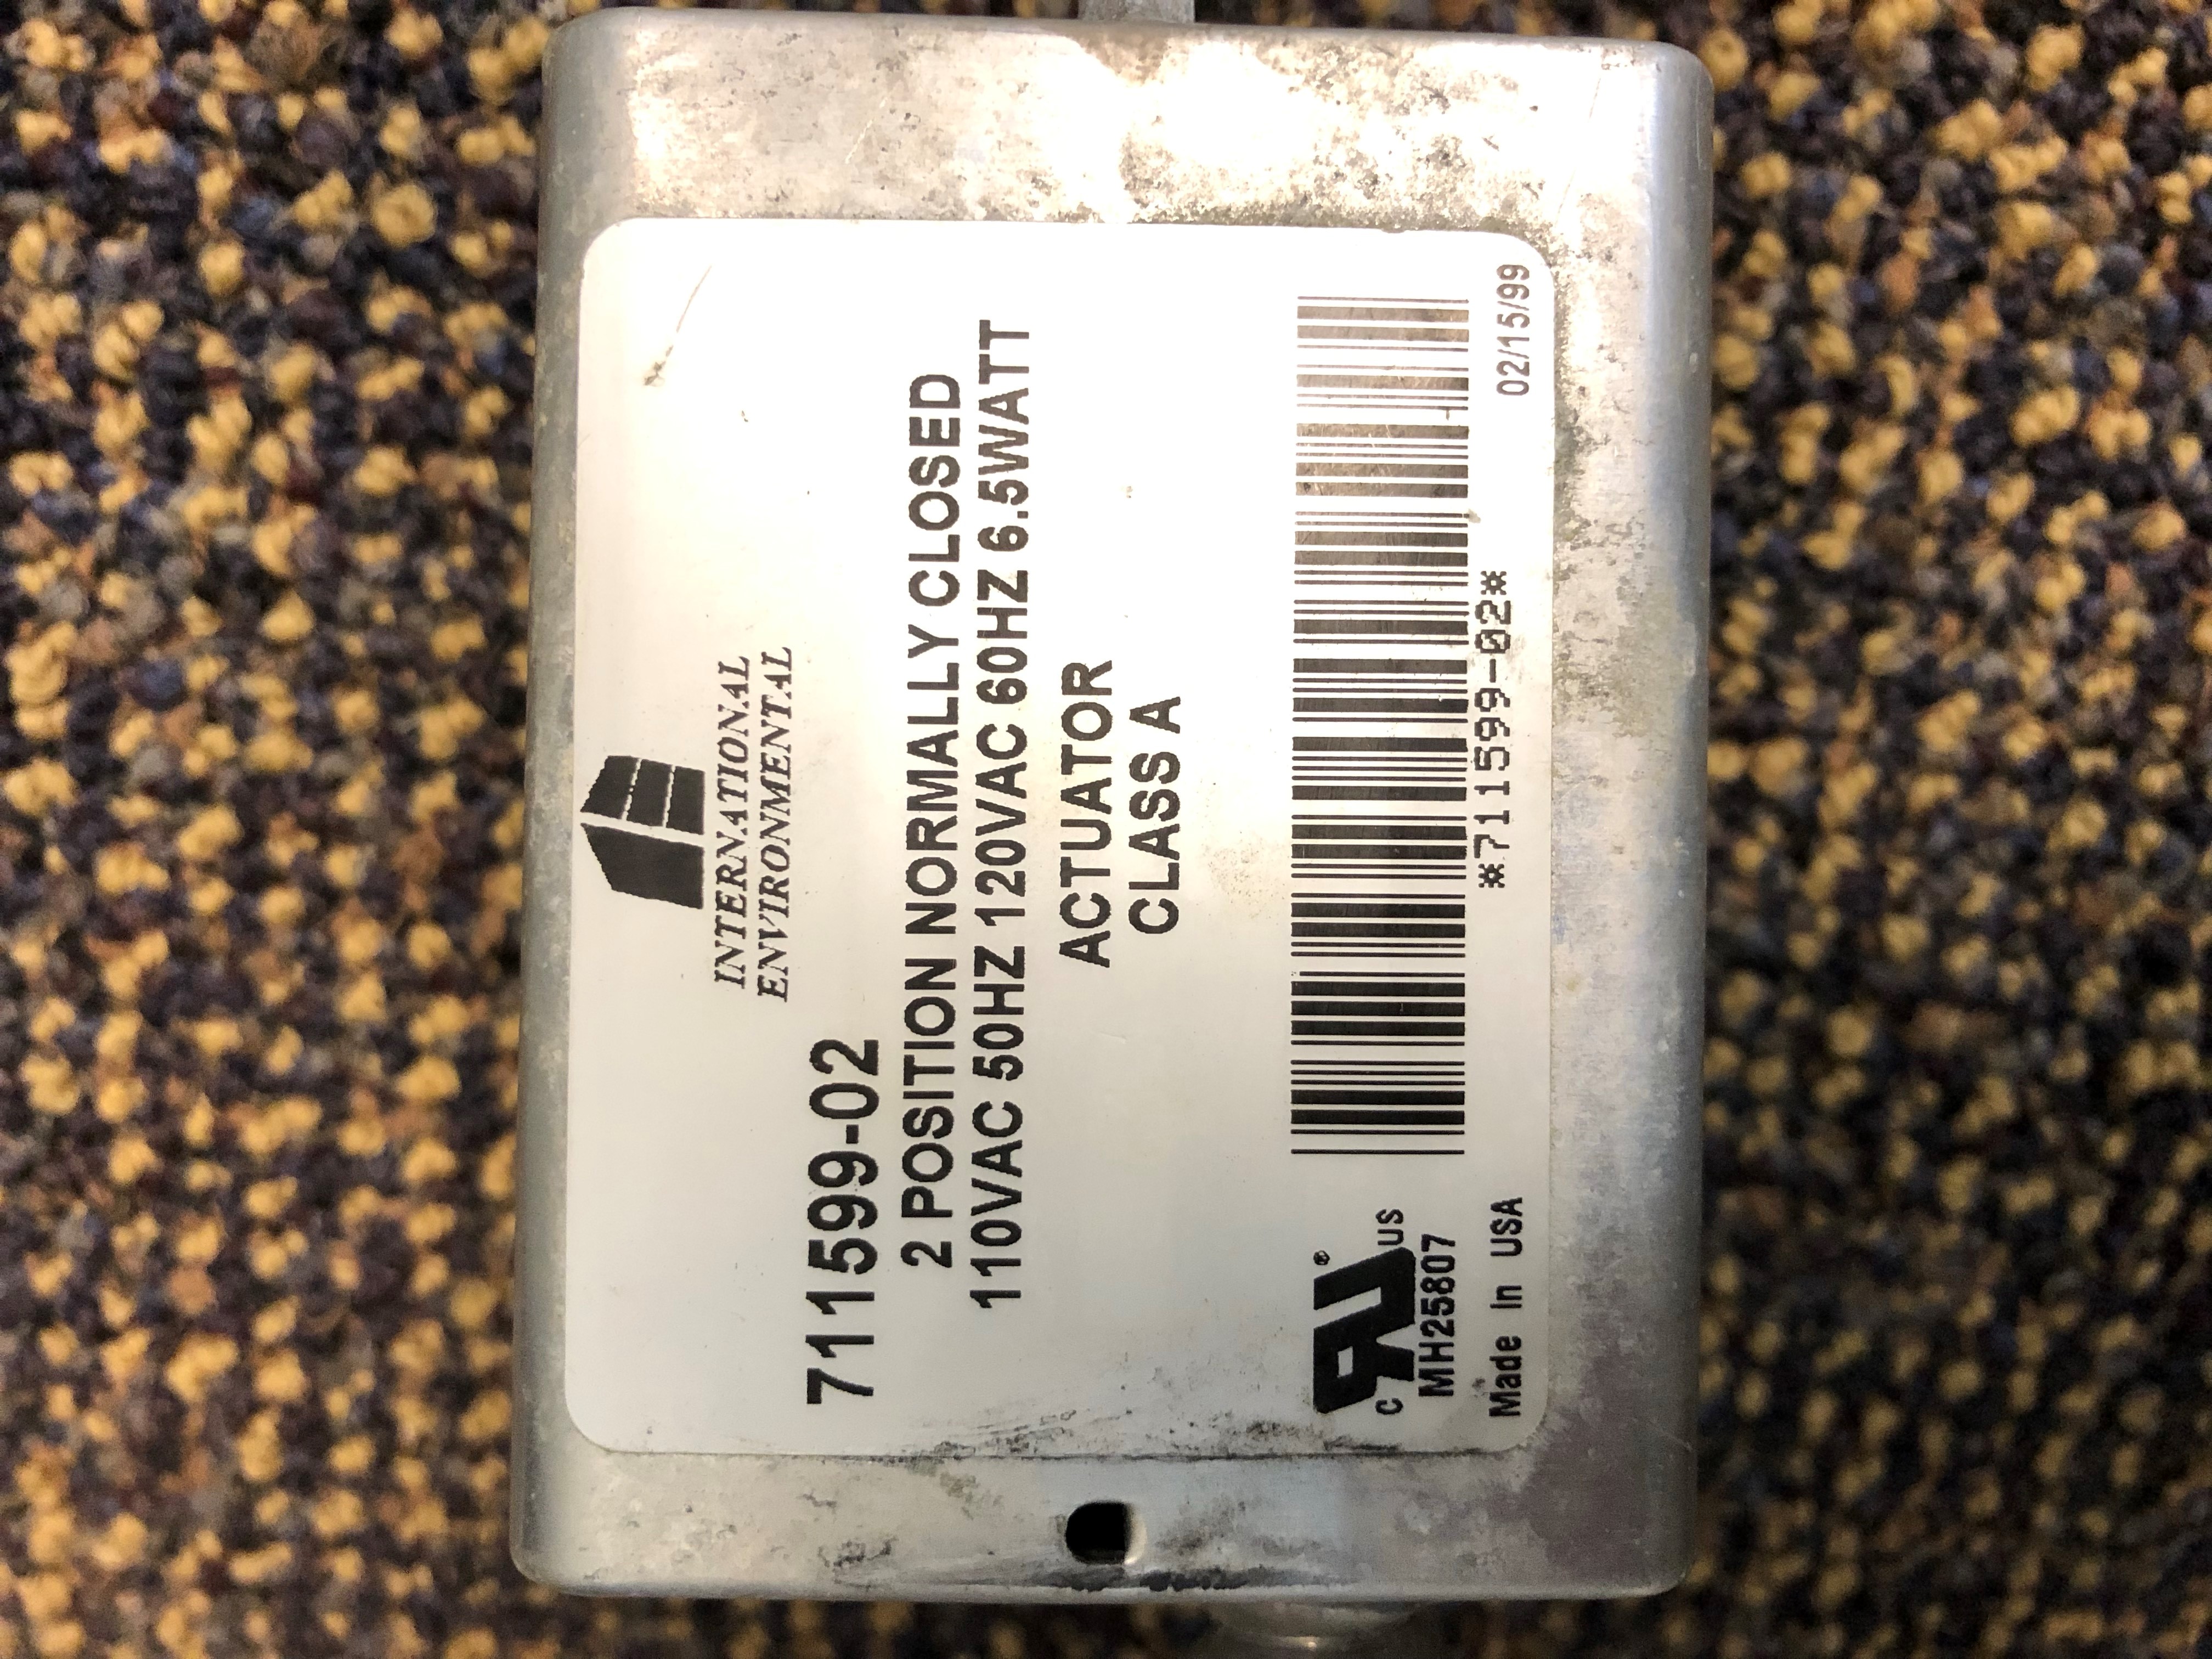 INTERNATIONAL
ENVIRONMENTAL
711599-02
2 POSITION NORMALLY CLOSED
110VAC 50HZ 120VAC 60HZ 6.5WATT
ACTUATOR
CLASS A
C RU ® US
MH25807
Made In USA
*711599-02*
02/15/99